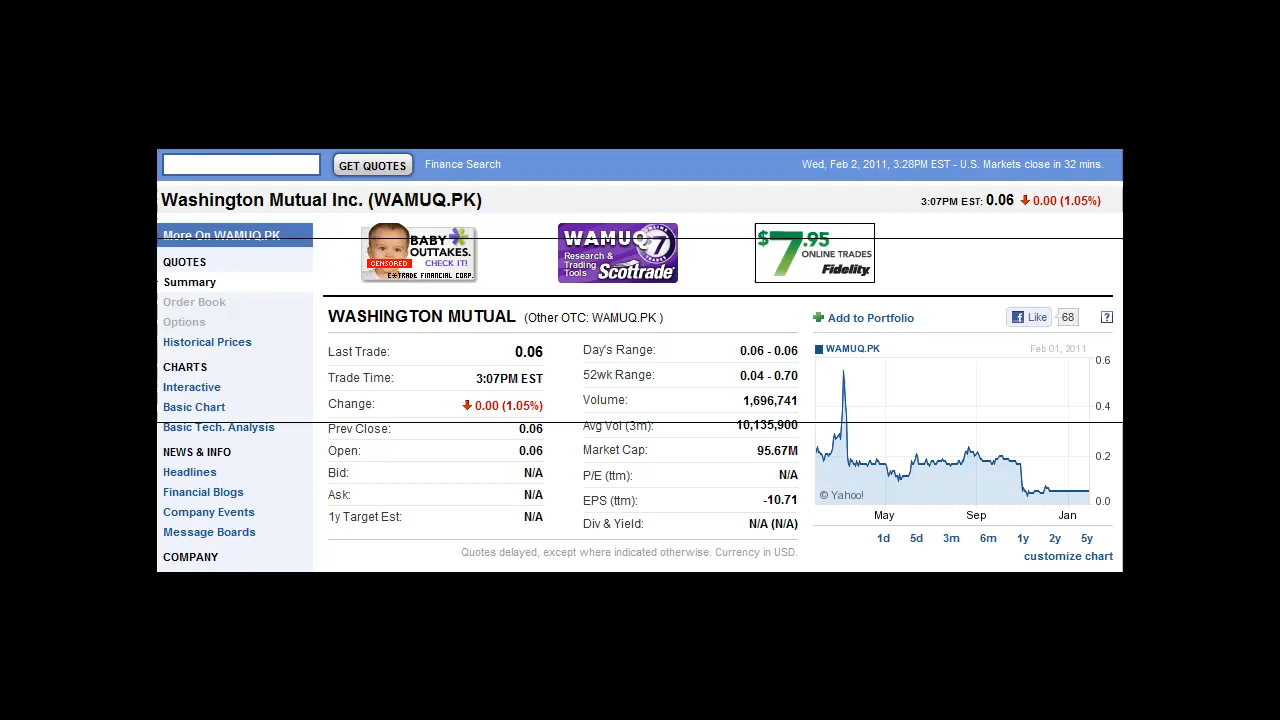 GET QUOTES Finance Search Wed, Feb 2, 2011, 3:28PM EST - U.S. Markets close in 32 mins.
Washington Mutual Inc. (WAMUQ.PK) 3:07PM EST: 0.06 0.00 (1.05%)
More On WAMUQ.PK
QUOTES
Summary
Order Book
Options
Historical Prices
CHARTS
Interactive
Basic Chart
Basic Tech. Analysis
NEWS & INFO
Headlines
Financial Blogs
Company Events
Message Boards
COMPANY
BABY
OUTTAKES.
CHECK IT!
CENSORED
E*TRADE FINANCIAL CORP.
WAMUQ
Research &
Trading
Tools
Scottrade
ONLINE
7
TRADES
$7.95
ONLINE TRADES
Fidelity
WASHINGTON MUTUAL (Other OTC: WAMUQ.PK )
Last Trade: 0.06
Trade Time: 3:07PM EST
Change: 0.00 (1.05%)
Prev Close: 0.06
Open: 0.06
Bid: N/A
Ask: N/A
1y Target Est: N/A
Day's Range: 0.06 - 0.06
52wk Range: 0.04 - 0.70
Volume: 1,696,741
Avg Vol (3m): 10,135,900
Market Cap: 95.67M
P/E (ttm): N/A
EPS (ttm): -10.71
Div & Yield: N/A (N/A)
Quotes delayed, except where indicated otherwise. Currency in USD.
Add to Portfolio Like 68 ?
WAMUQ.PK Feb 01, 2011
0.6
0.4
0.2
0.0
© Yahoo!
May Sep Jan
1d 5d 3m 6m 1y 2y 5y
customize chart